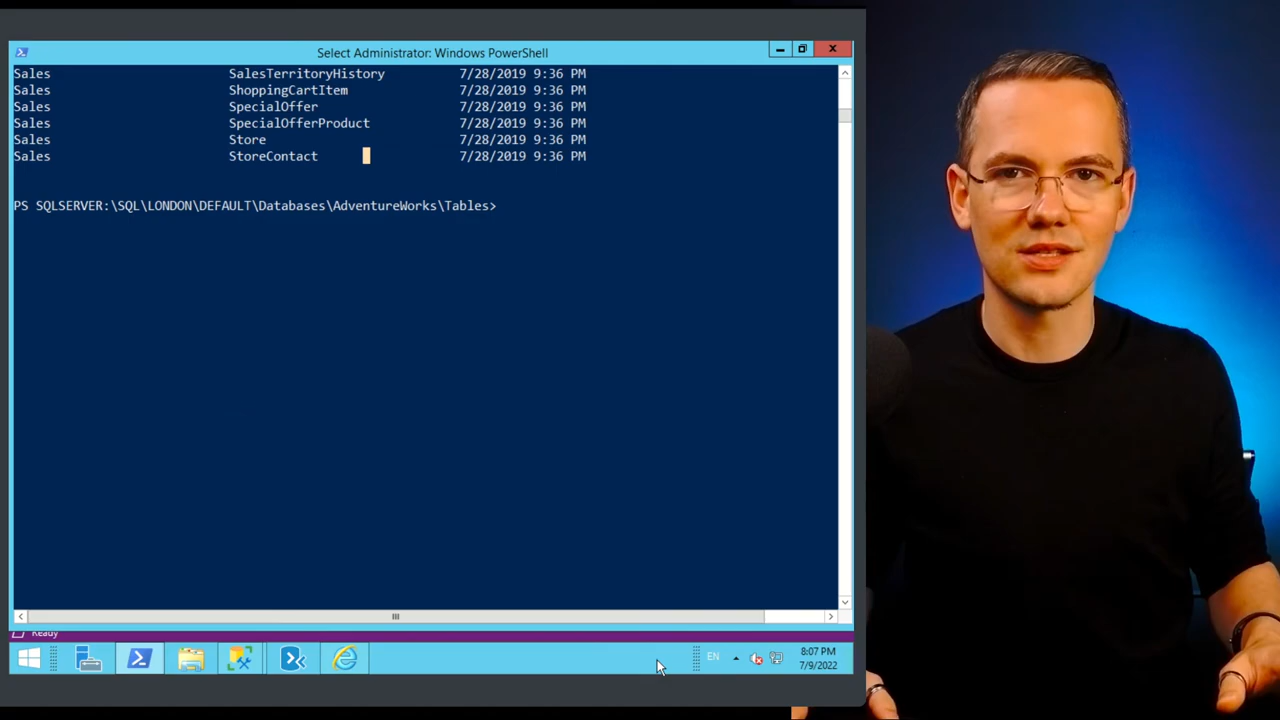 Select Administrator: Windows PowerShell
Sales SalesTerritoryHistory 7/28/2019 9:36 PM
Sales ShoppingCartItem 7/28/2019 9:36 PM
Sales SpecialOffer 7/28/2019 9:36 PM
Sales SpecialOfferProduct 7/28/2019 9:36 PM
Sales Store 7/28/2019 9:36 PM
Sales StoreContact 7/28/2019 9:36 PM
PS SQLSERVER:\SQL\LONDON\DEFAULT\Databases\AdventureWorks\Tables>
Ready
EN
8:07 PM
7/9/2022